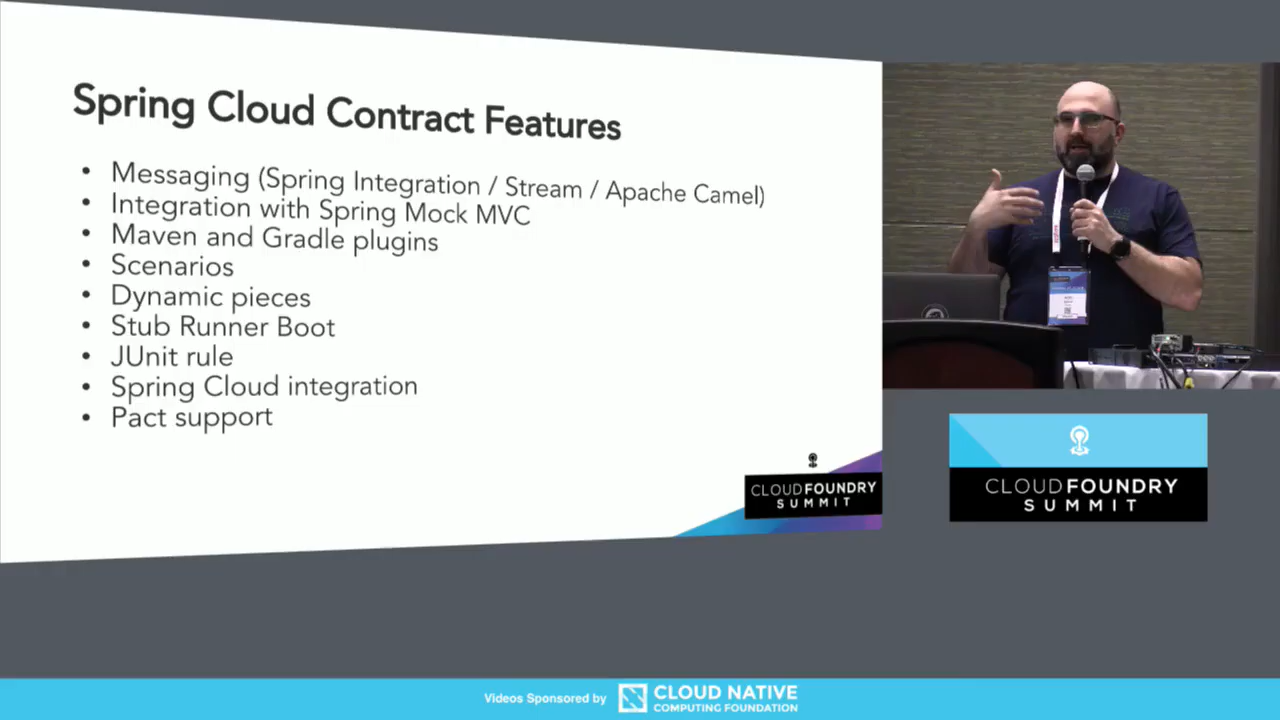 Spring Cloud Contract Features
• Messaging (Spring Integration / Stream / Apache Camel)
• Integration with Spring Mock MVC
• Maven and Gradle plugins
• Scenarios
• Dynamic pieces
• Stub Runner Boot
• JUnit rule
• Spring Cloud integration
• Pact support
CLOUDFOUNDRY
SUMMIT
CLOUDFOUNDRY
SUMMIT
Videos Sponsored by
CLOUD NATIVE
COMPUTING FOUNDATION